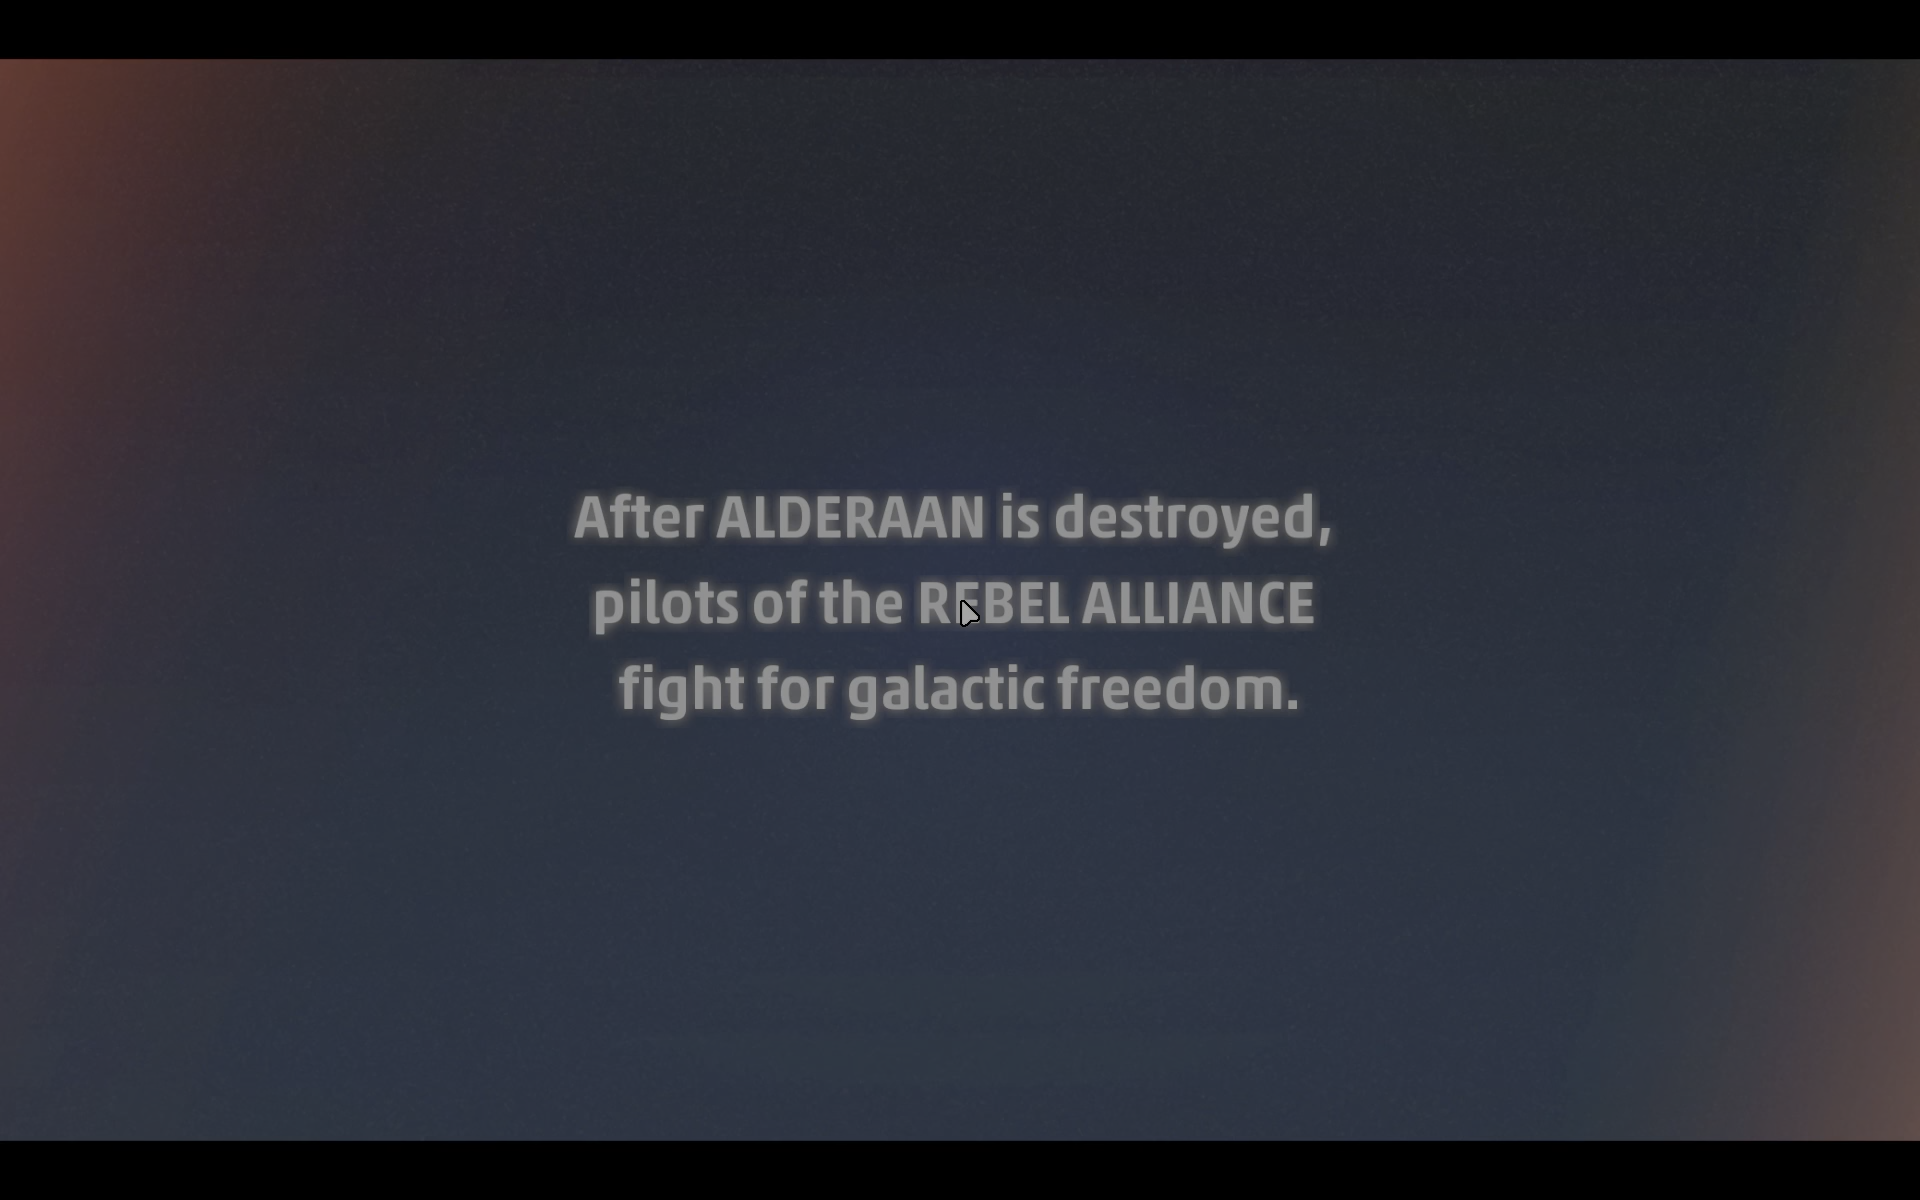 After ALDERAAN is destroyed,
pilots of the REBEL ALLIANCE
fight for galactic freedom.